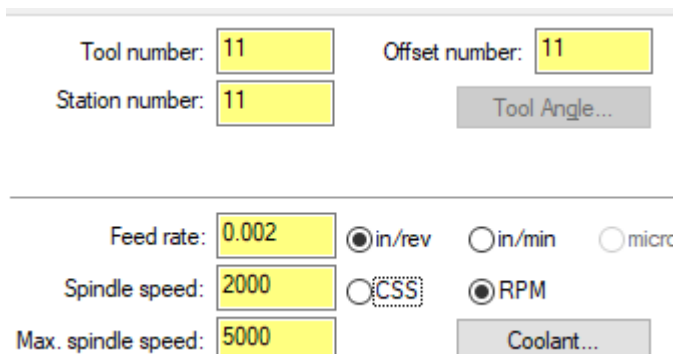 Tool number: 11 Offset number: 11
Station number: 11 Tool Angle...
Feed rate: 0.002 in/rev in/min micro
Spindle speed: 2000 CSS RPM
Max. spindle speed: 5000 Coolant...